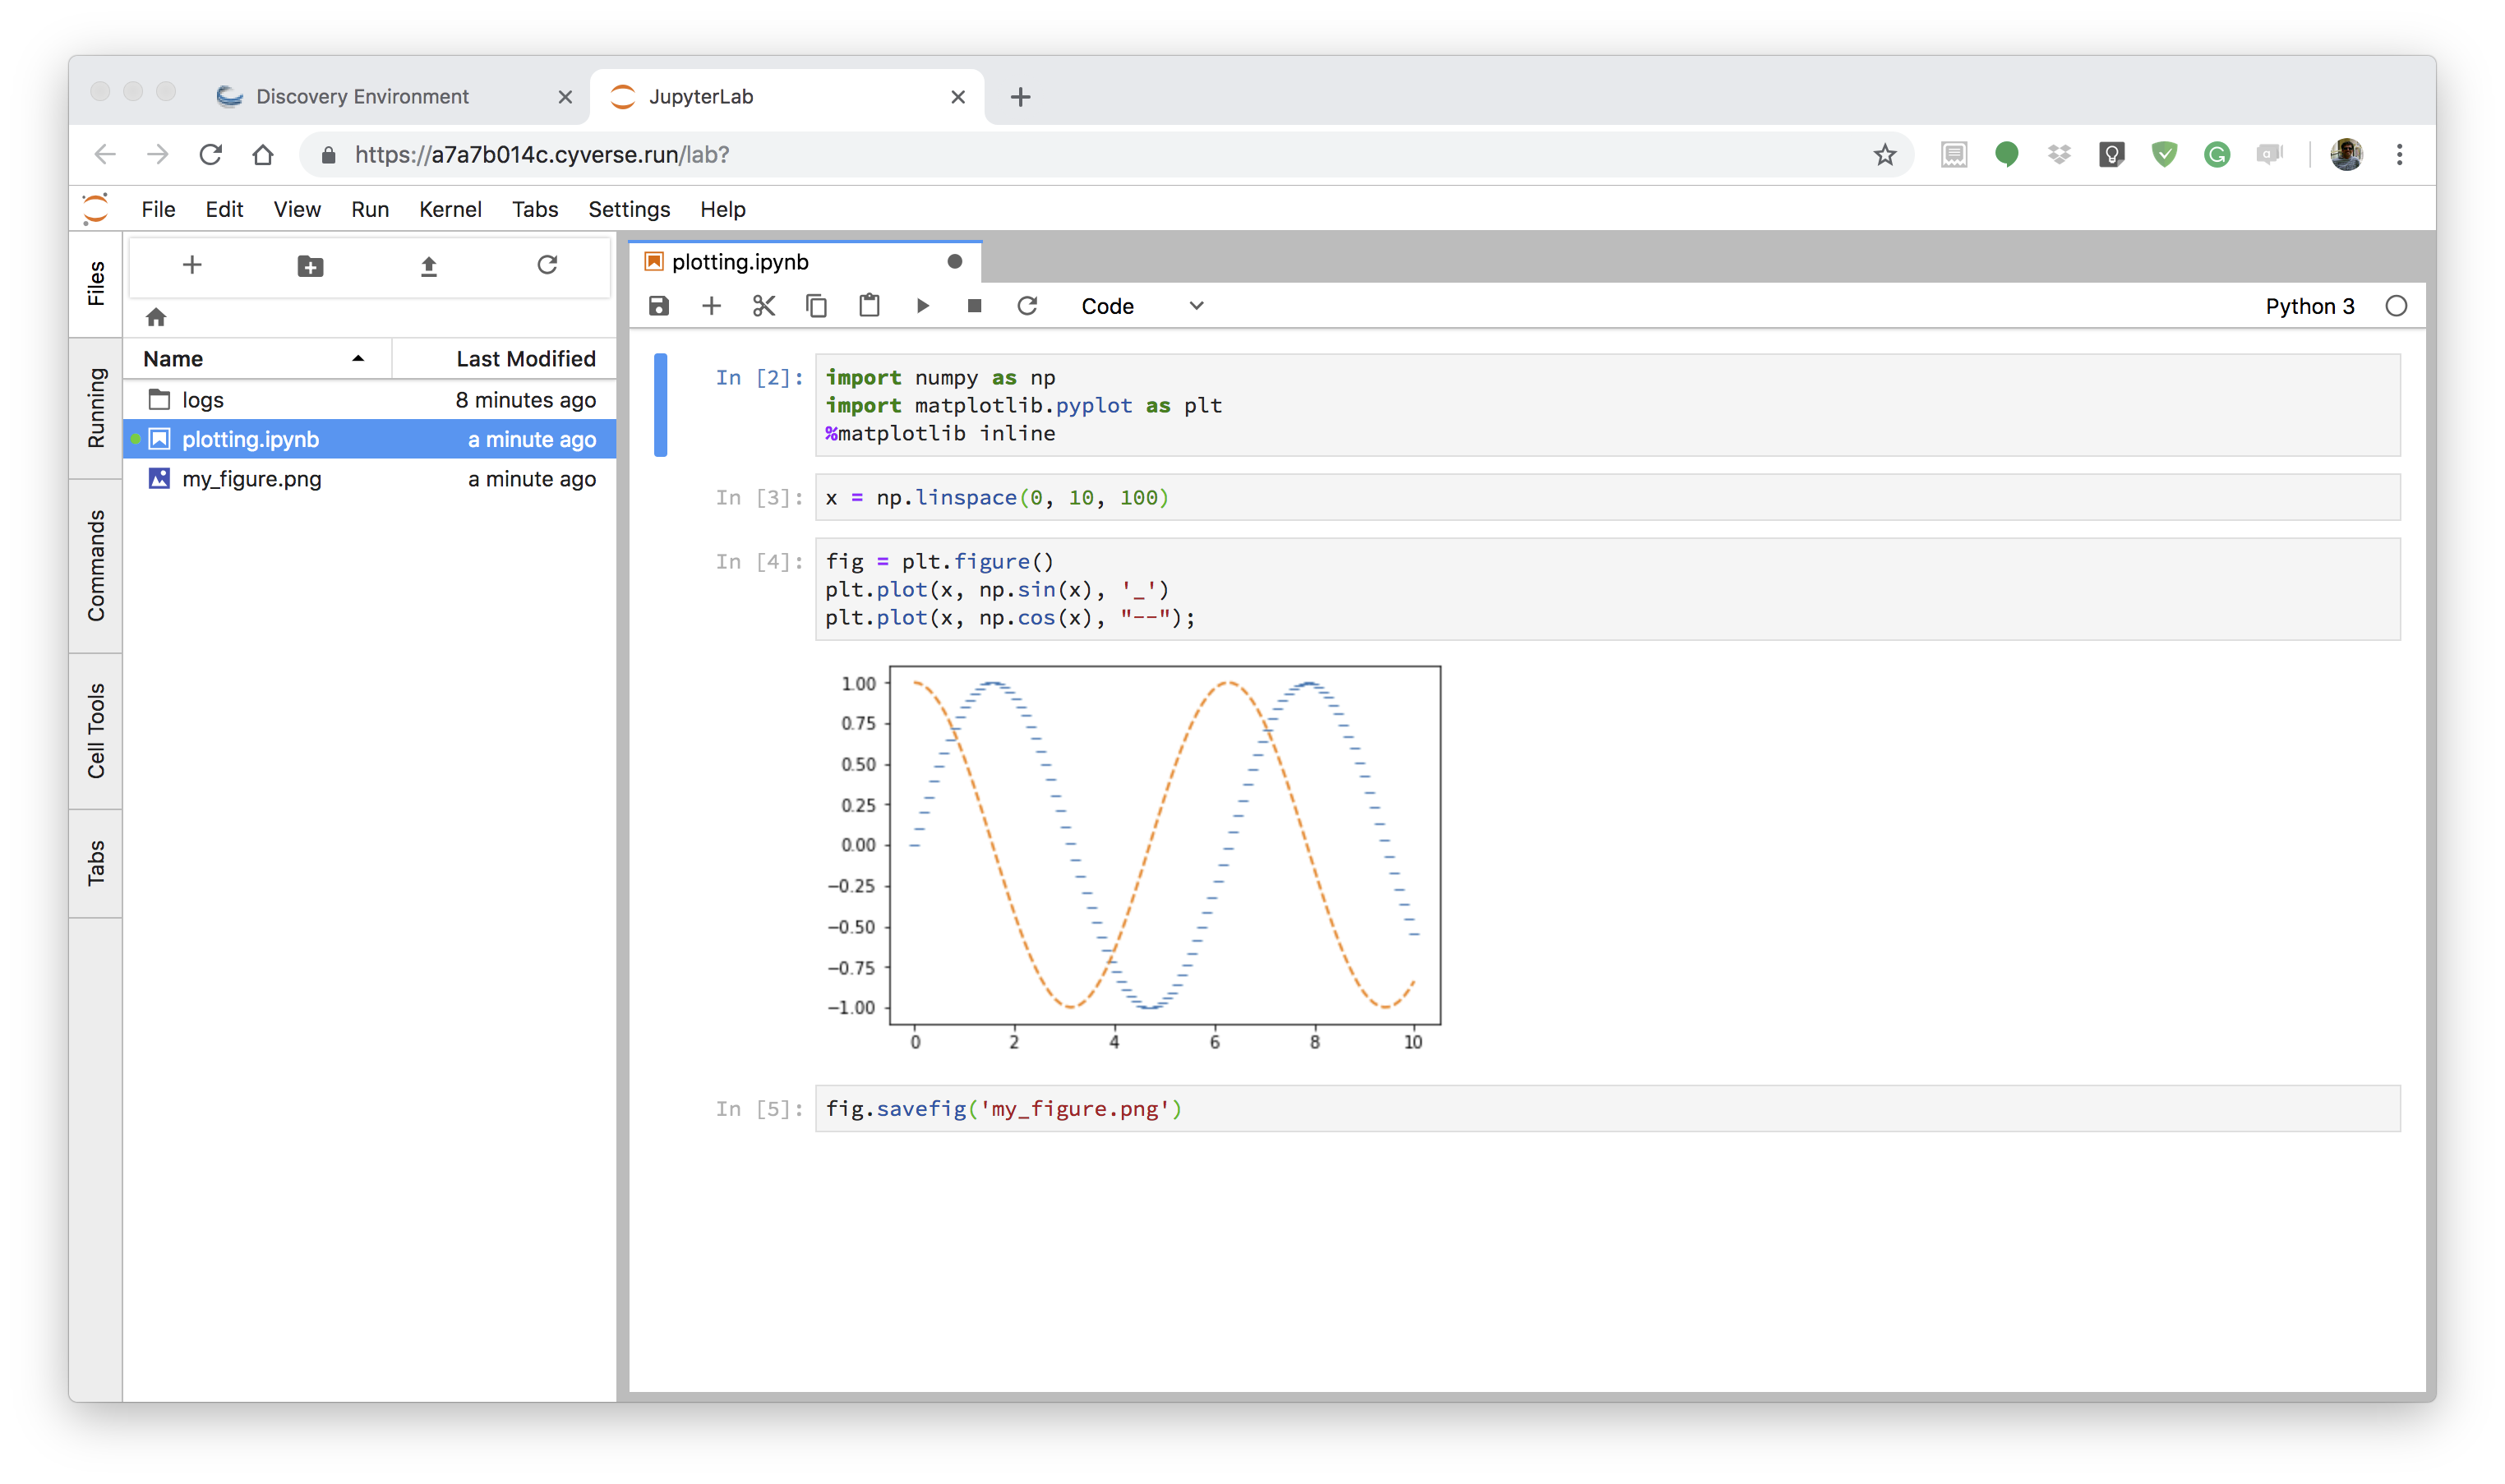 Discovery Environment
JupyterLab
https://a7a7b014c.cyverse.run/lab?
File Edit View Run Kernel Tabs Settings Help
Files
Running
Commands
Cell Tools
Tabs
Name Last Modified
logs 8 minutes ago
plotting.ipynb a minute ago
my_figure.png a minute ago
plotting.ipynb
Code
Python 3
In [2]: import numpy as np
import matplotlib.pyplot as plt
%matplotlib inline
In [3]: x = np.linspace(0, 10, 100)
In [4]: fig = plt.figure()
plt.plot(x, np.sin(x), '_')
plt.plot(x, np.cos(x), "--");
1.00
0.75
0.50
0.25
0.00
−0.25
−0.50
−0.75
−1.00
0 2 4 6 8 10
In [5]: fig.savefig('my_figure.png')